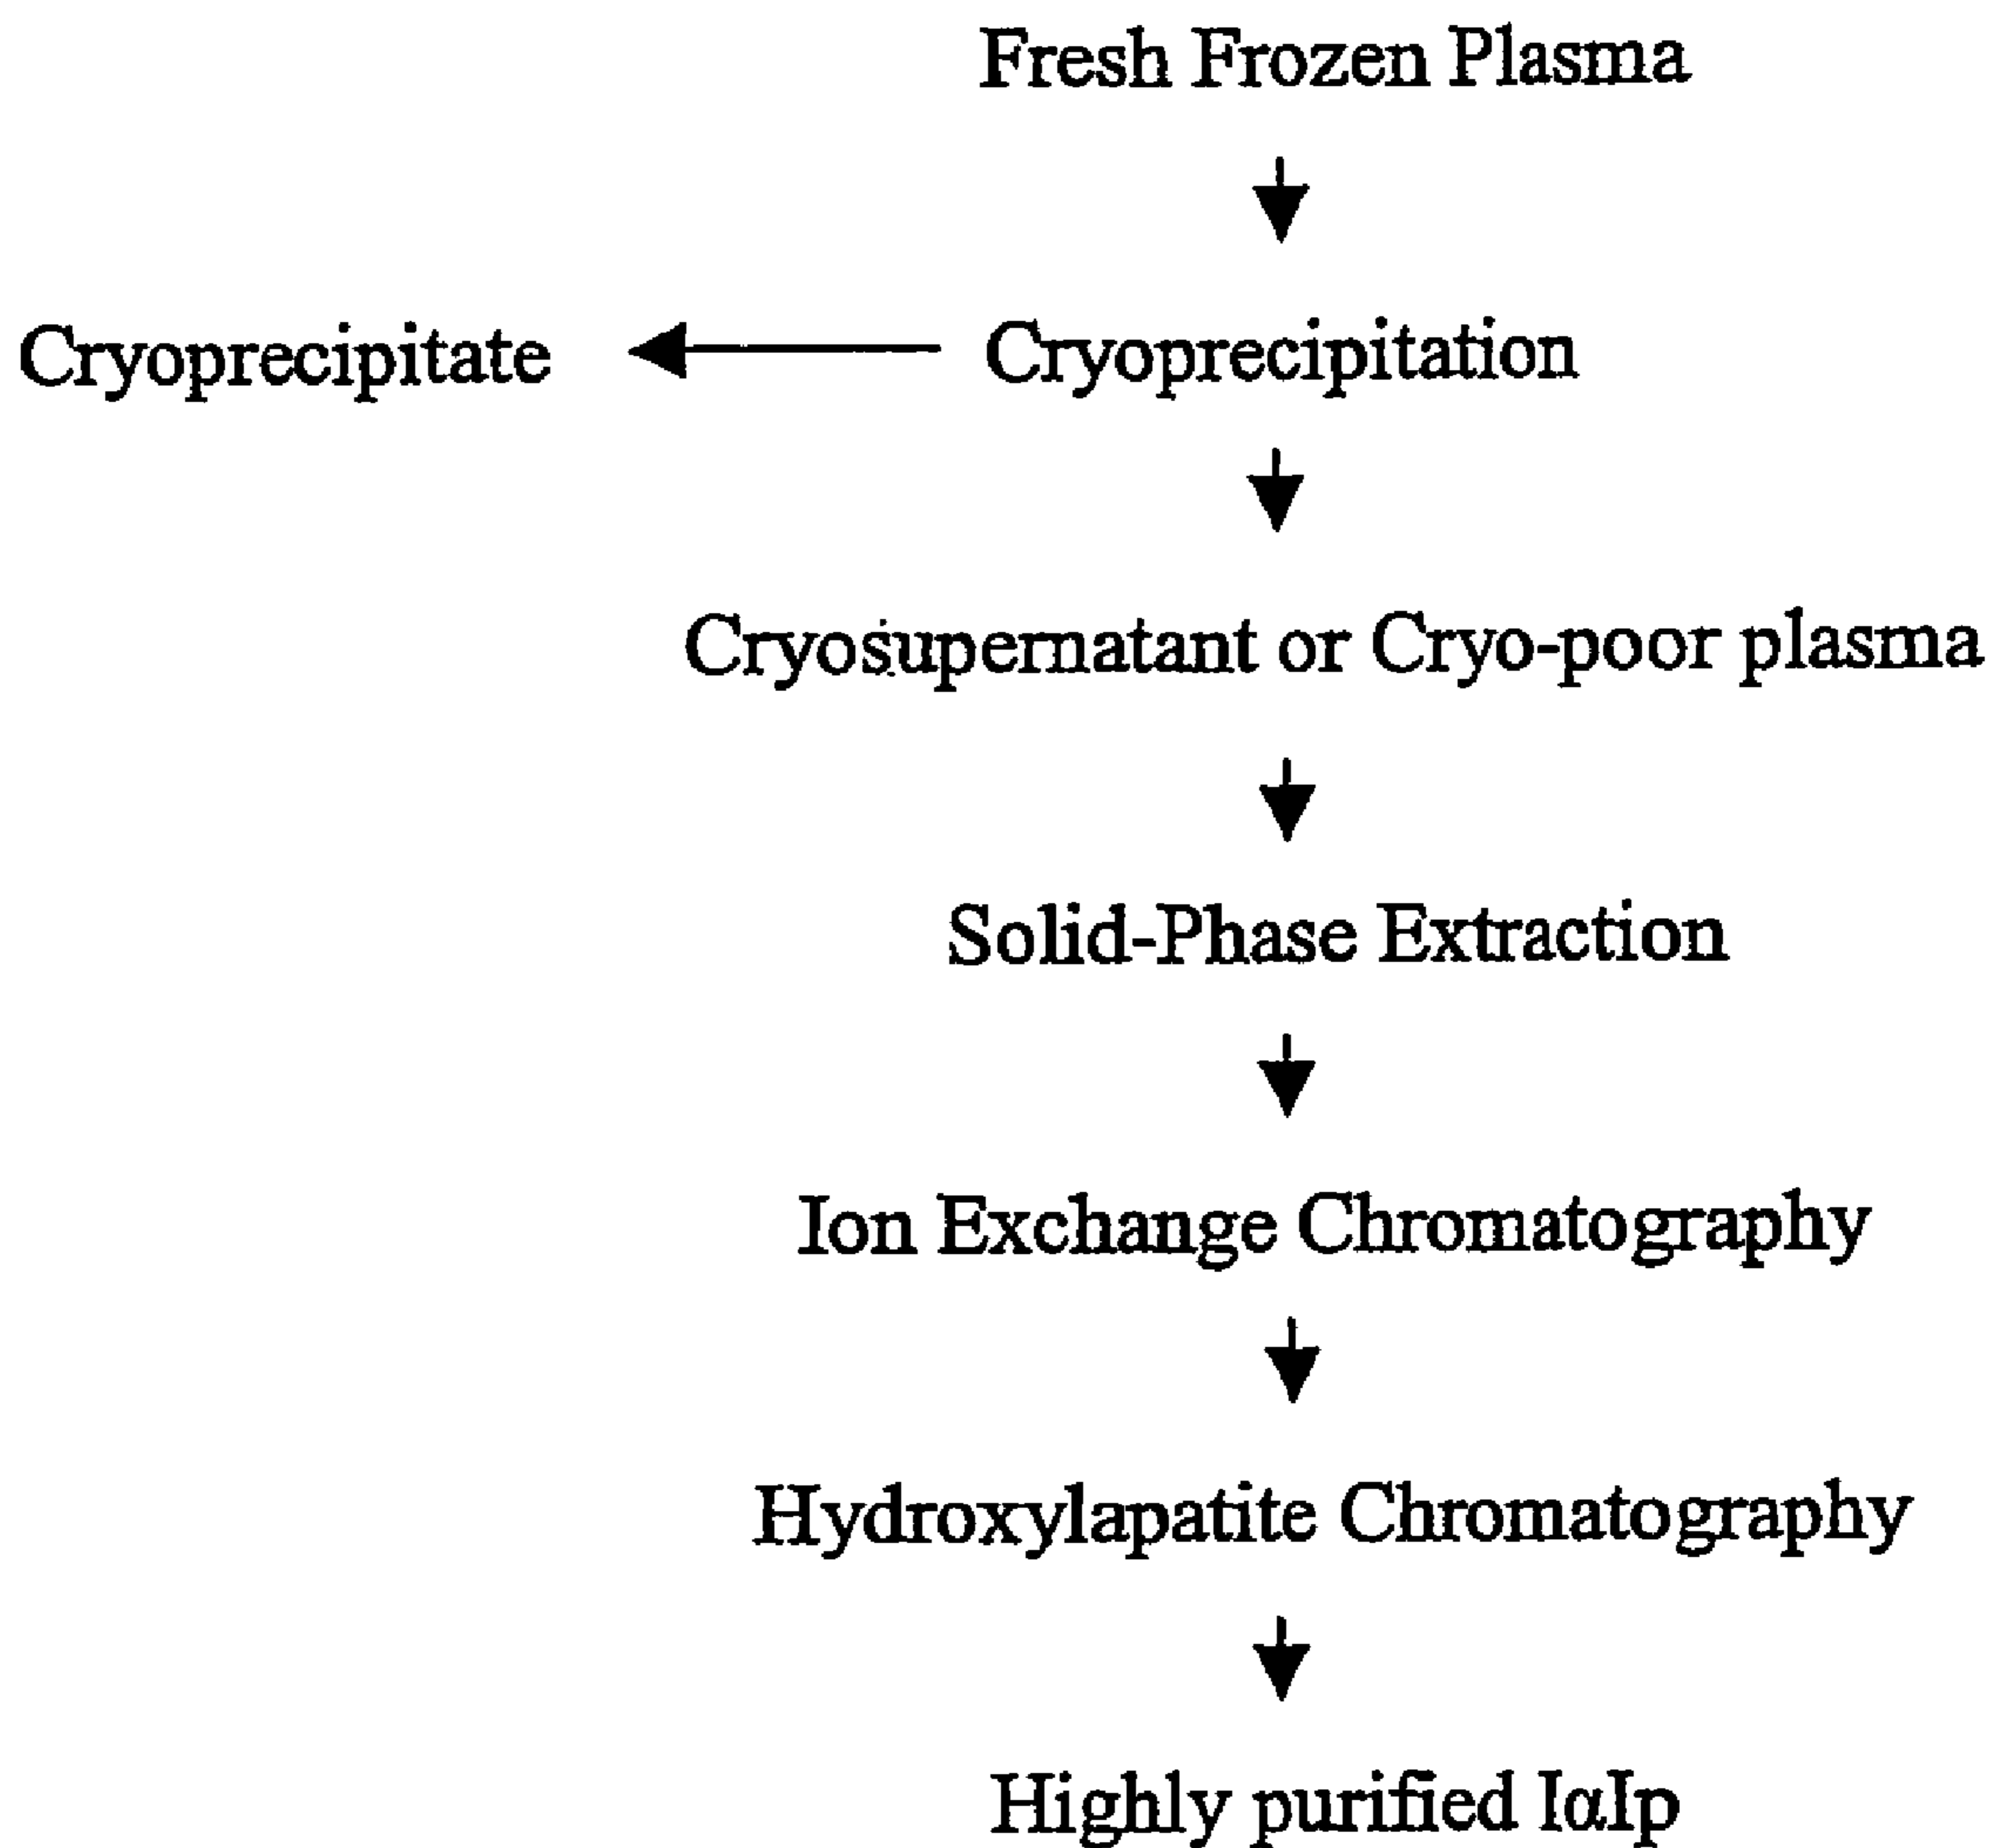 Fresh Frozen Plasma
Cryoprecipitate
Cryoprecipitation
Cryosupernatant or Cryo-poor plasma
Solid-Phase Extraction
Ion Exchange Chromatography
Hydroxylapatite Chromatography
Highly purified IαIp